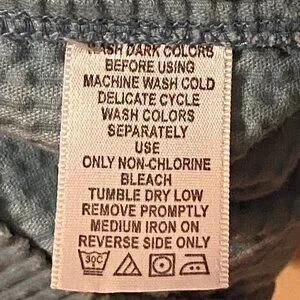 WASH DARK COLORS
BEFORE USING
MACHINE WASH COLD
DELICATE CYCLE
WASH COLORS
SEPARATELY
USE
ONLY NON-CHLORINE
BLEACH
TUMBLE DRY LOW
REMOVE PROMPTLY
MEDIUM IRON ON
REVERSE SIDE ONLY
30C